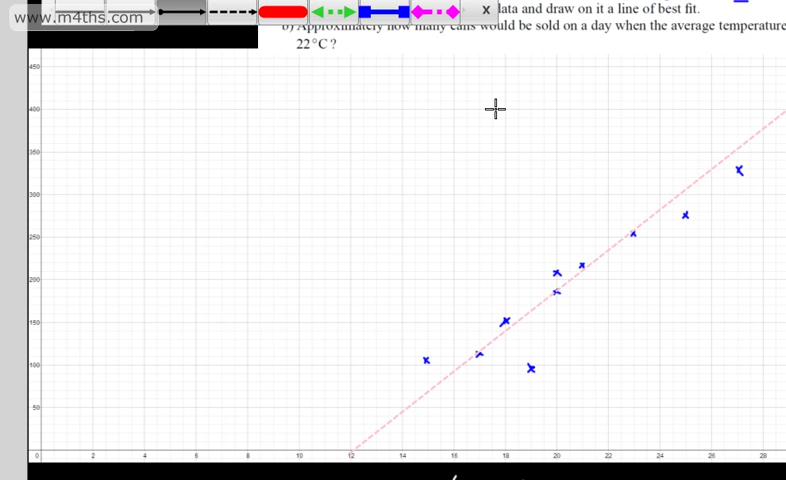 www.m4ths.com
X
data and draw on it a line of best fit.
b) Approximately how many cans would be sold on a day when the average temperature
22°C ?
450
400
350
300
250
200
150
100
50
0 2 4 6 8 10 12 14 16 18 20 22 24 26 28